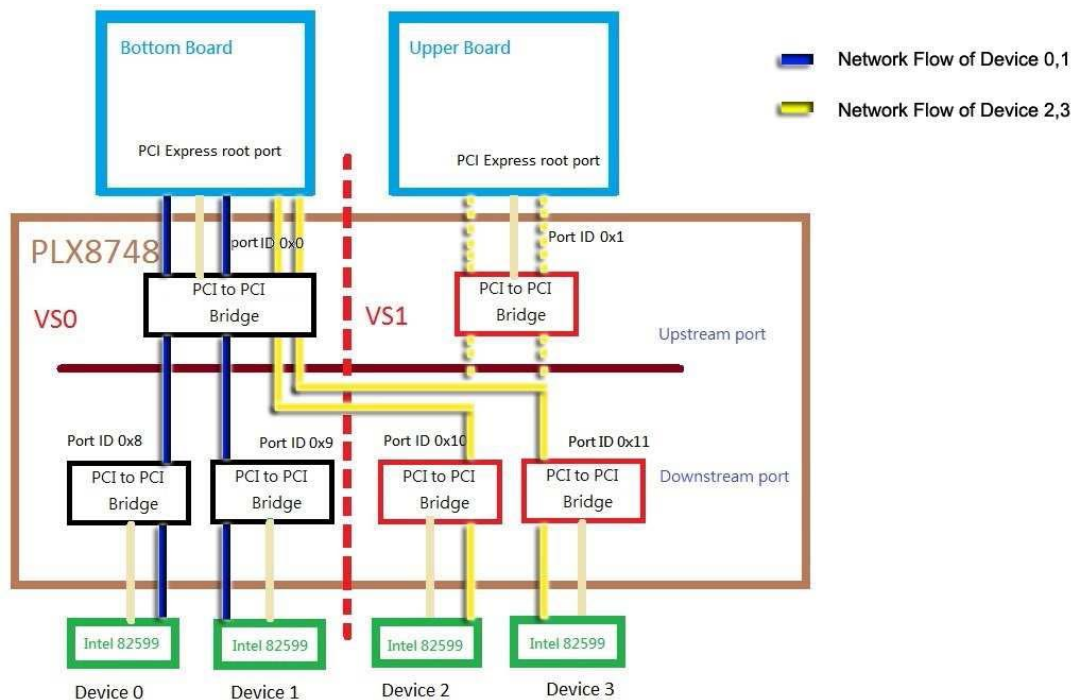 Bottom Board
Upper Board
Network Flow of Device 0,1
Network Flow of Device 2,3
PCI Express root port
PCI Express root port
PLX8748
port ID 0x0
Port ID 0x1
PCI to PCI
Bridge
PCI to PCI
Bridge
VS0
VS1
Upstream port
Port ID 0x8
Port ID 0x9
Port ID 0x10
Port ID 0x11
PCI to PCI
Bridge
PCI to PCI
Bridge
PCI to PCI
Bridge
PCI to PCI
Bridge
Downstream port
Intel 82599
Intel 82599
Intel 82599
Intel 82599
Device 0
Device 1
Device 2
Device 3